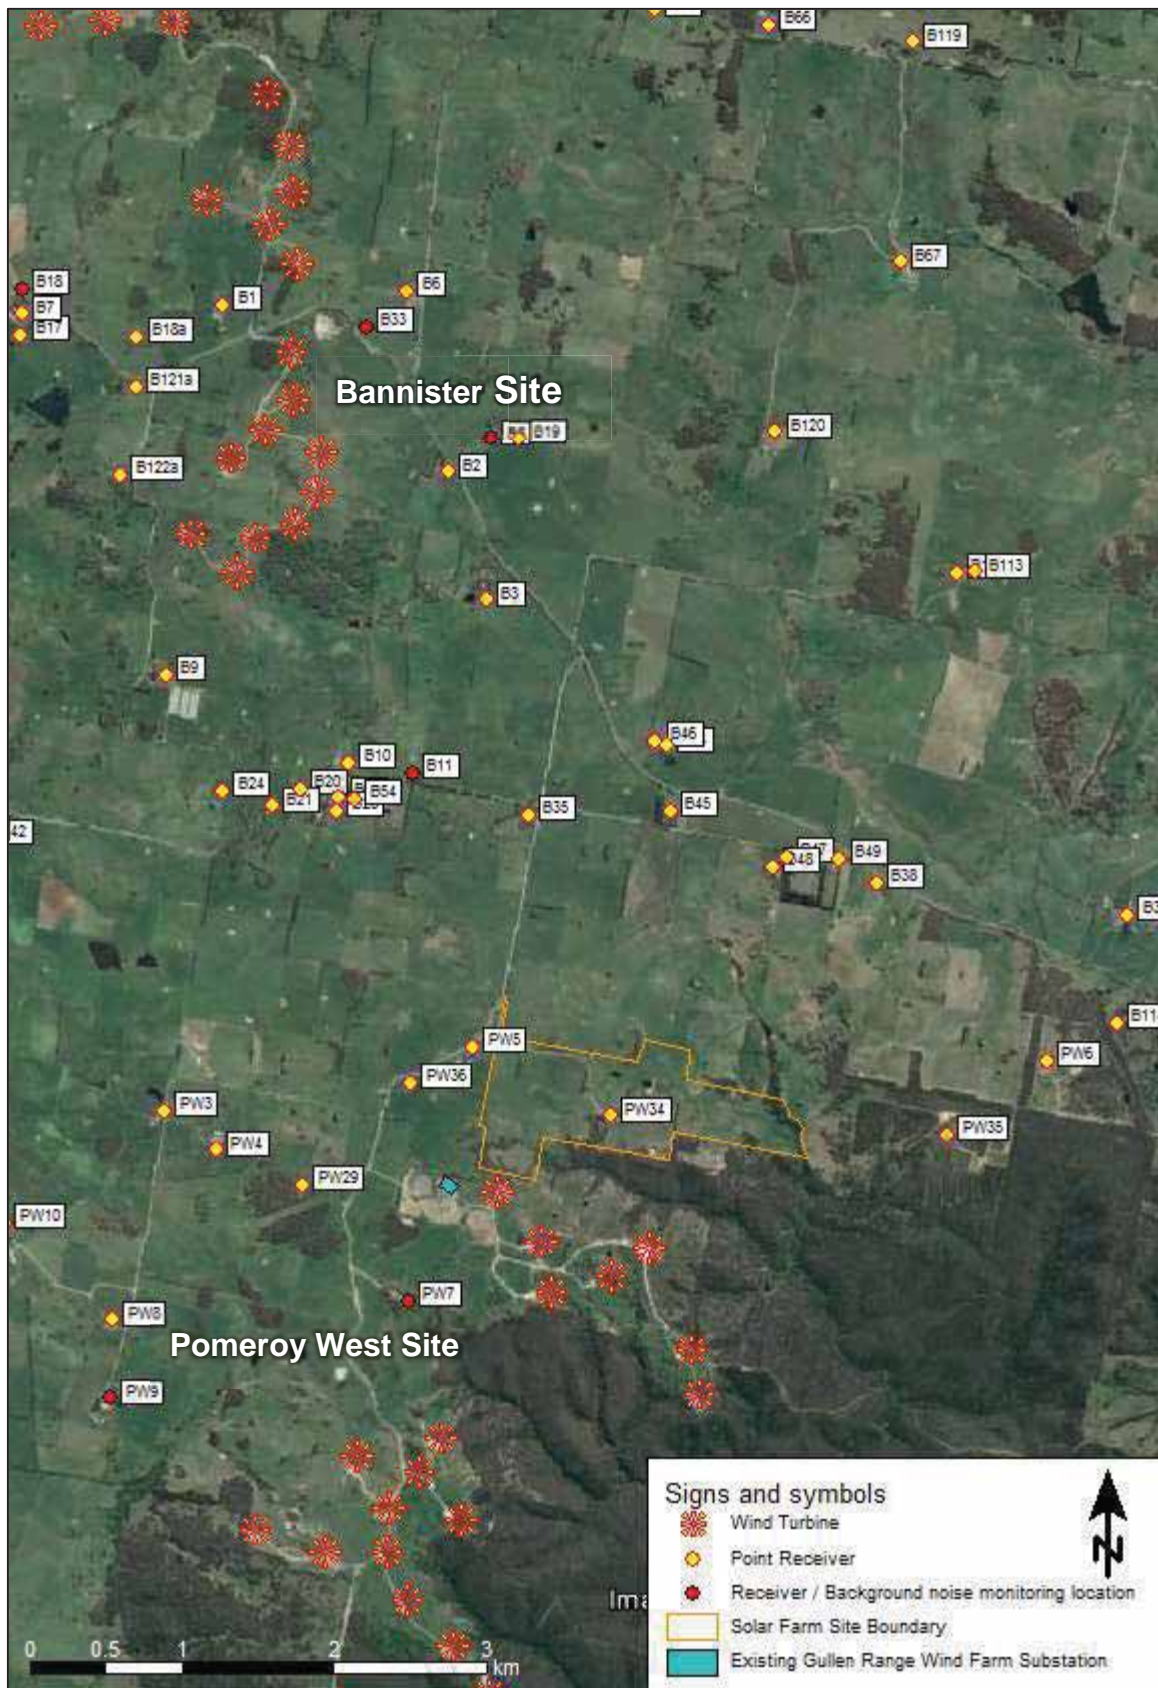 B66
B119
B67
B18
B7
B17
B1
B6
B33
B18a
B121a
Bannister Site
B19
B120
B2
B122a
B113
B3
B9
B46
B10
B11
B24
B20
B54
B21
B35
B45
42
B49
B48
B38
PW5
PW6
PW36
PW3
PW34
PW35
PW4
PW29
PW10
PW7
PW8
Pomeroy West Site
PW9
Signs and symbols
Wind Turbine
Point Receiver
Receiver / Background noise monitoring location
Solar Farm Site Boundary
Existing Gullen Range Wind Farm Substation
N
0 0.5 1 2 3
km